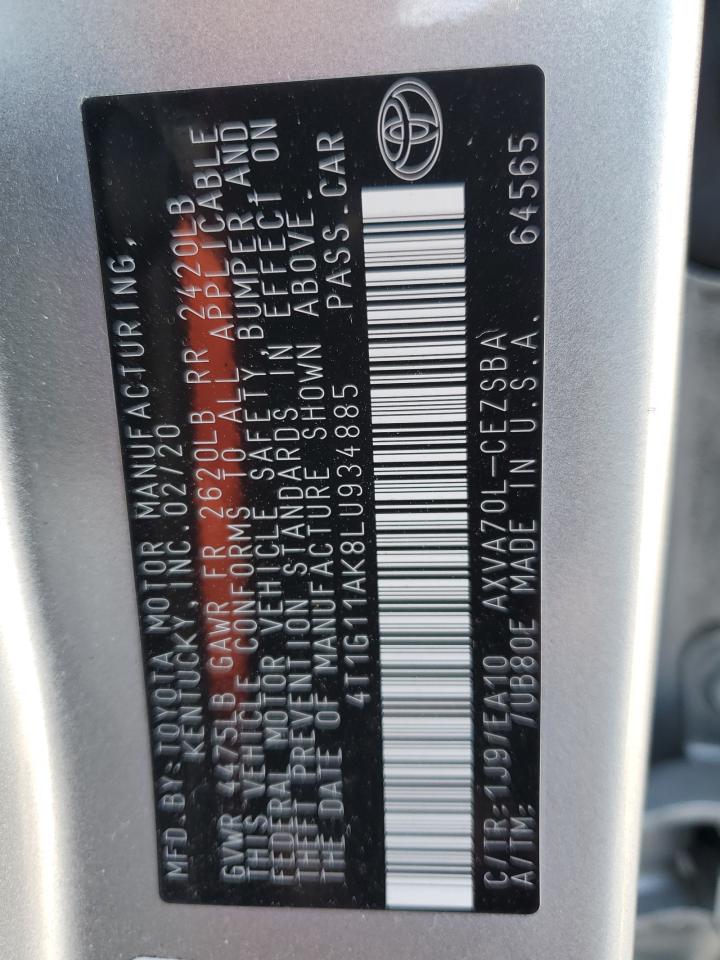 MFD.BY:TOYOTA MOTOR MANUFACTURING,
KENTUCKY, INC.02/20
GVWR 4475LB GAWR FR 2620LB RR 2420LB
THIS VEHICLE CONFORMS TO ALL APPLICABLE
FEDERAL MOTOR VEHICLE SAFETY, BUMPER,AND
THEFT PREVENTION STANDARDS IN EFFECT ON
THE DATE OF MANUFACTURE SHOWN ABOVE.
4T1G11AK8LU934885 PASS.CAR
C/TR:1J9/EA10 AXVA70L-CEZSBA
A/TM: /UB80E MADE IN U.S.A. 64565